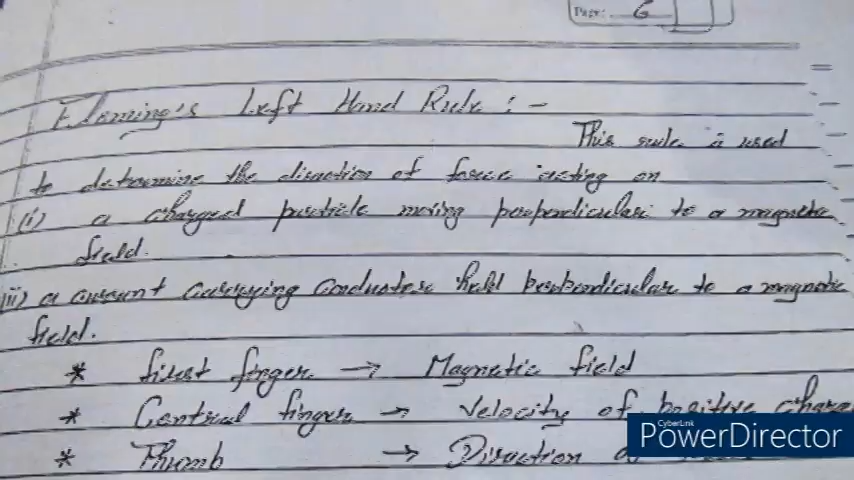 Page: 6
Fleming's Left Hand Rule : -
This rule is used
to determine the direction of force acting on
(i) a charged particle moving perpendicular to a magnetic
field.
(ii) a current carrying conductor held perpendicular to a magnetic
field.
* first finger → Magnetic field
* Central finger → Velocity of positive charge
* Thumb → Direction of
CyberLink
PowerDirector